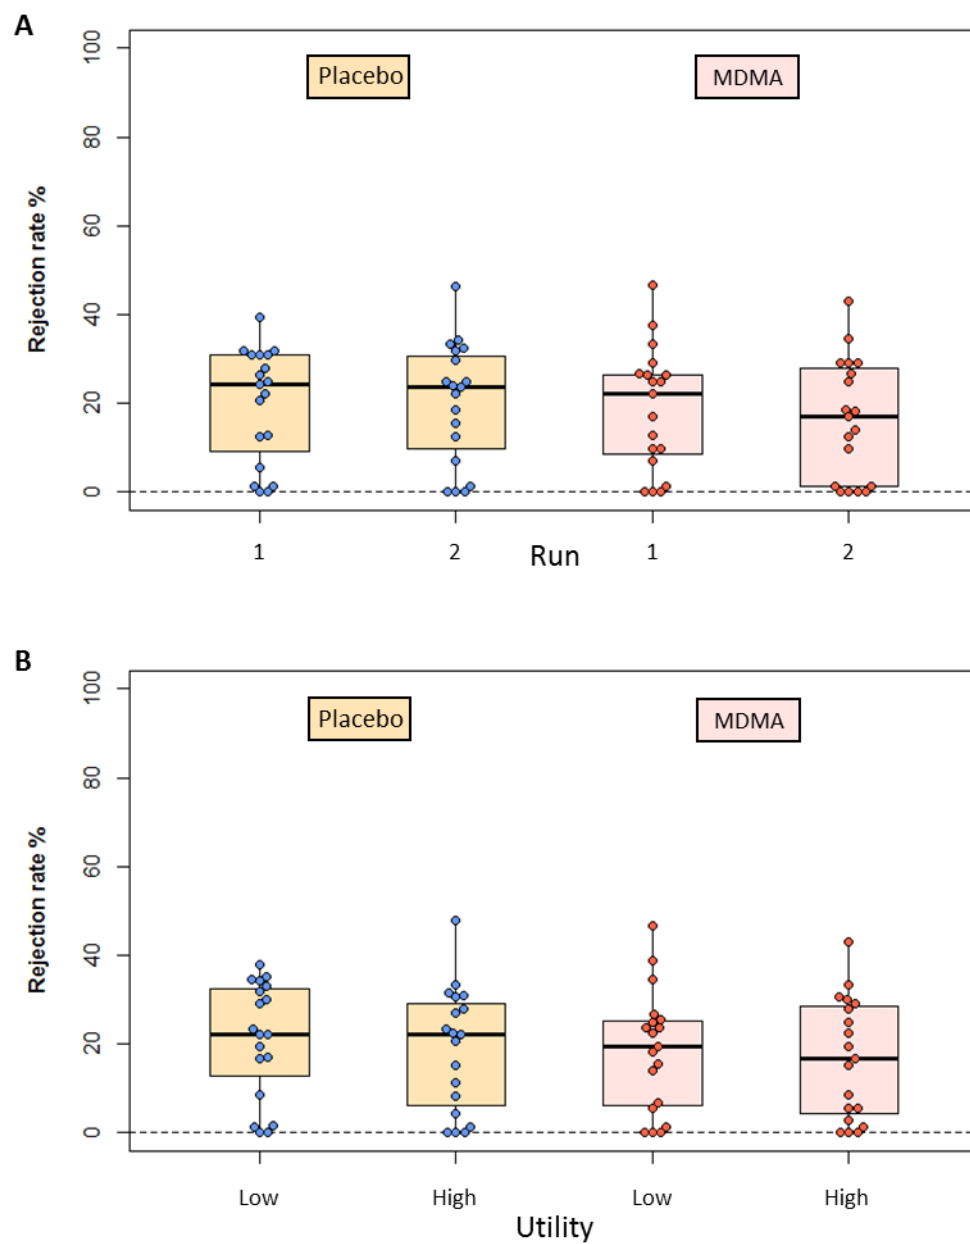 A
Placebo MDMA
Rejection rate %
100
80
60
40
20
0
1 2 1 2
Run
B
Placebo MDMA
Rejection rate %
100
80
60
40
20
0
Low High Low High
Utility